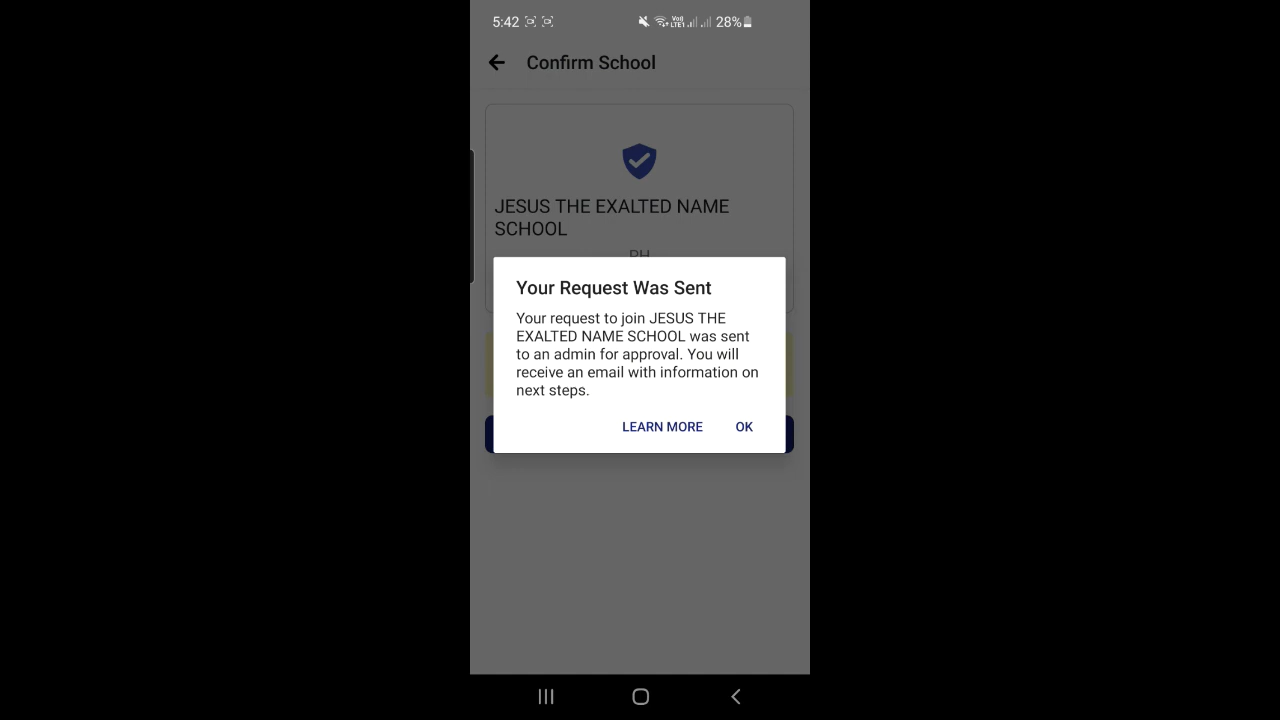 5:42
Vo))
LTE1
28%
Confirm School
JESUS THE EXALTED NAME
SCHOOL
PH
Your Request Was Sent
Your request to join JESUS THE
EXALTED NAME SCHOOL was sent
to an admin for approval. You will
receive an email with information on
next steps.
LEARN MORE
OK